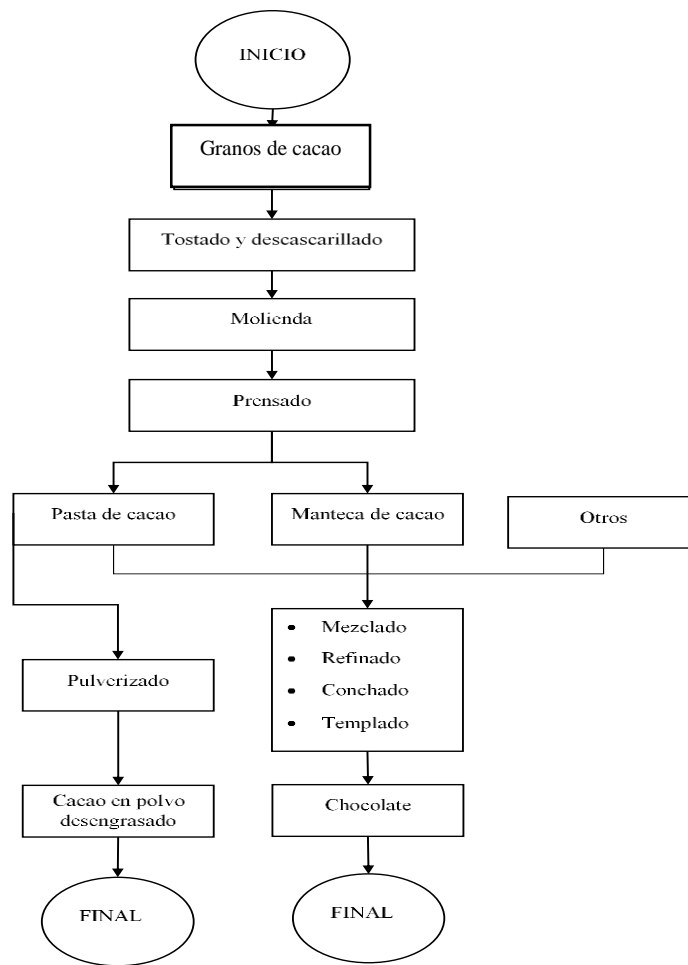 INICIO
Granos de cacao
Tostado y descascarillado
Molienda
Prensado
Pasta de cacao
Manteca de cacao
Otros
• Mezclado
• Refinado
• Conchado
• Templado
Pulverizado
Cacao en polvo
desengrasado
Chocolate
FINAL
FINAL